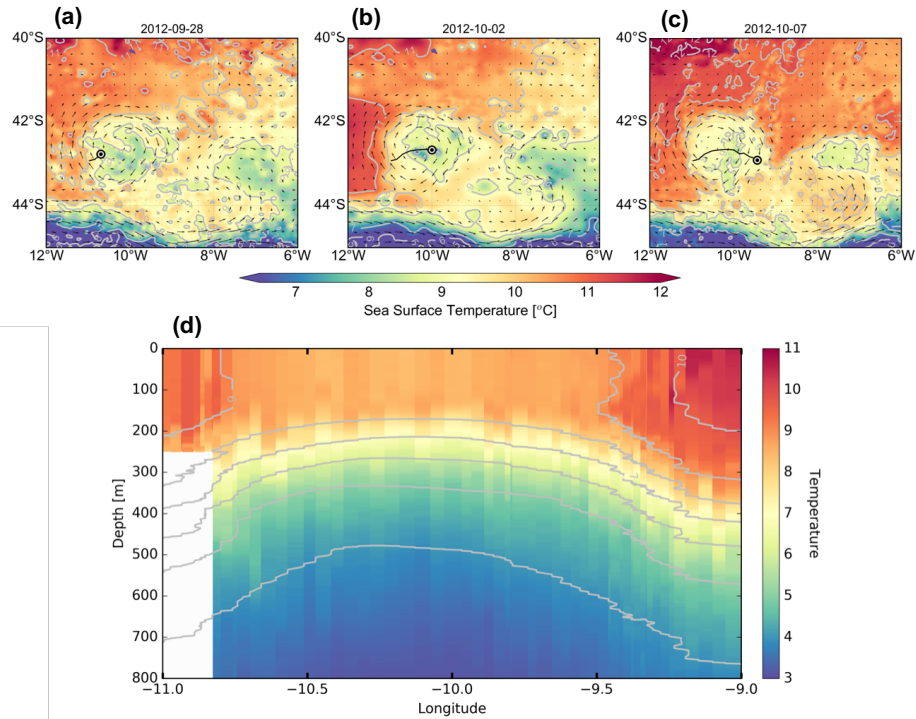 (a) (b) (c)
2012-09-28 2012-10-02 2012-10-07
40°S 40°S 40°S
42°S 42°S 42°S
44°S 44°S 44°S
12°W 10°W 8°W 6°W 12°W 10°W 8°W 6°W 12°W 10°W 8°W 6°W
7 8 9 10 11 12
Sea Surface Temperature [°C]
(d)
0 11
100 10
200 9
300 8
400 7
500 6
600 5
700 4
800 3
Depth [m]
Temperature
10
−11.0 −10.5 −10.0 −9.5 −9.0
Longitude